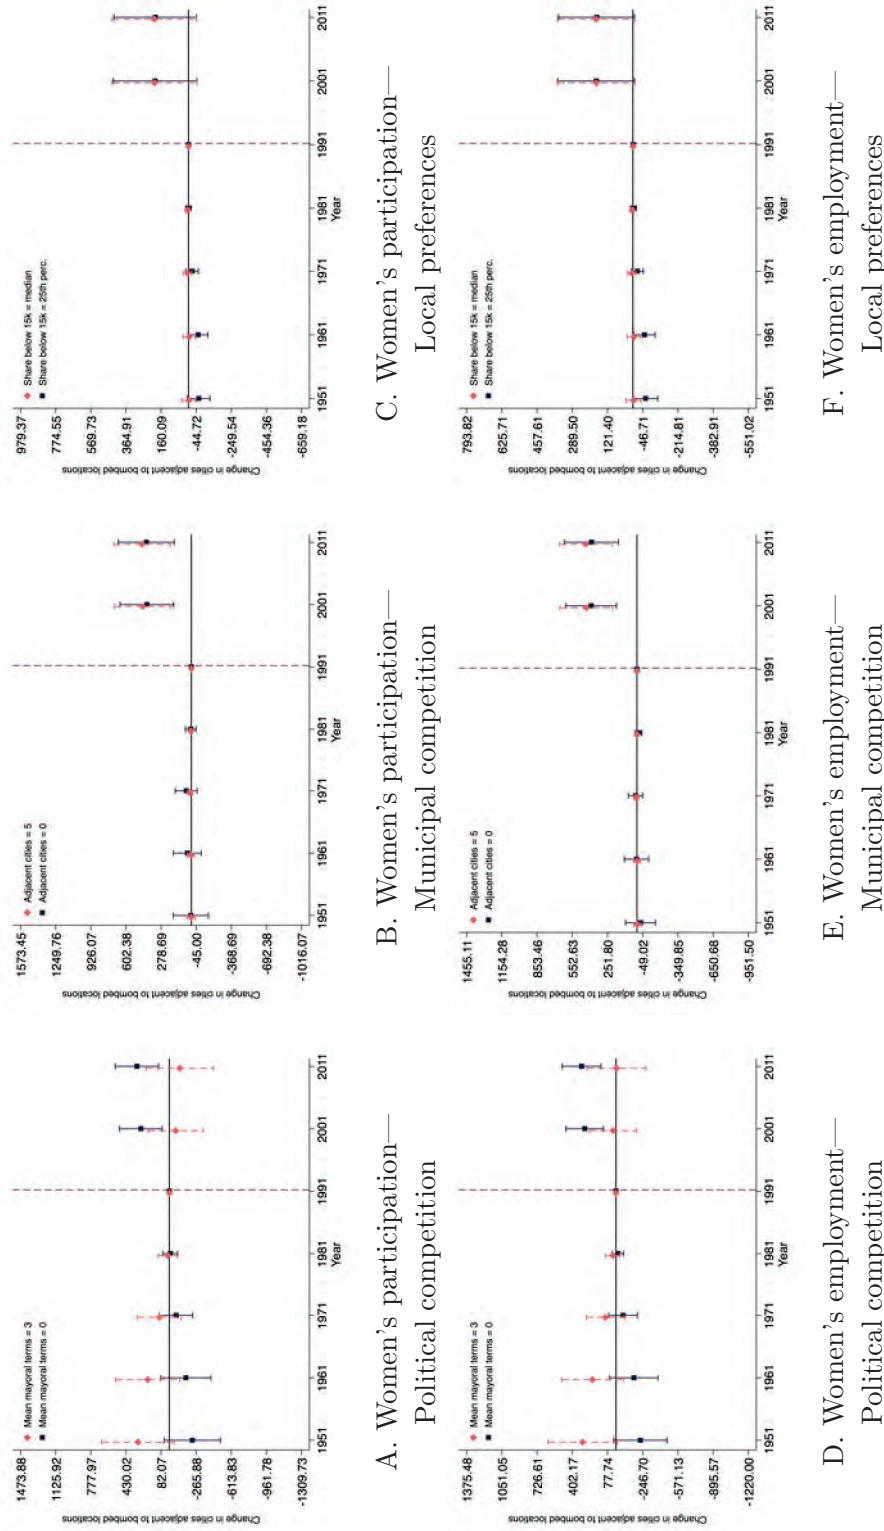 1473.88
1125.92
777.97
430.02
82.07
-265.88
-613.83
-961.78
-1309.73
Change in cities adjacent to bombed locations
Mean mayoral terms = 3
Mean mayoral terms = 0
1951
1961
1971
1981
1991
2001
2011
Year
A. Women's participation—
Political competition
1573.45
1249.76
926.07
602.38
278.69
-45.00
-368.69
-692.38
-1016.07
Change in cities adjacent to bombed locations
Adjacent cities = 5
Adjacent cities = 0
1951
1961
1971
1981
1991
2001
2011
Year
B. Women's participation—
Municipal competition
979.37
774.55
569.73
364.91
160.09
-44.72
-249.54
-454.36
-659.18
Change in cities adjacent to bombed locations
Share below 15k = median
Share below 15k = 25th perc.
1951
1961
1971
1981
1991
2001
2011
Year
C. Women's participation—
Local preferences
1375.48
1051.05
726.61
402.17
77.74
-246.70
-571.13
-895.57
-1220.00
Change in cities adjacent to bombed locations
Mean mayoral terms = 3
Mean mayoral terms = 0
1951
1961
1971
1981
1991
2001
2011
Year
D. Women's employment—
Political competition
1455.11
1154.28
853.46
552.63
251.80
-49.02
-349.85
-650.68
-951.50
Change in cities adjacent to bombed locations
Adjacent cities = 5
Adjacent cities = 0
1951
1961
1971
1981
1991
2001
2011
Year
E. Women's employment—
Municipal competition
793.82
625.71
457.61
289.50
121.40
-46.71
-214.81
-382.91
-551.02
Change in cities adjacent to bombed locations
Share below 15k = median
Share below 15k = 25th perc.
1951
1961
1971
1981
1991
2001
2011
Year
F. Women's employment—
Local preferences